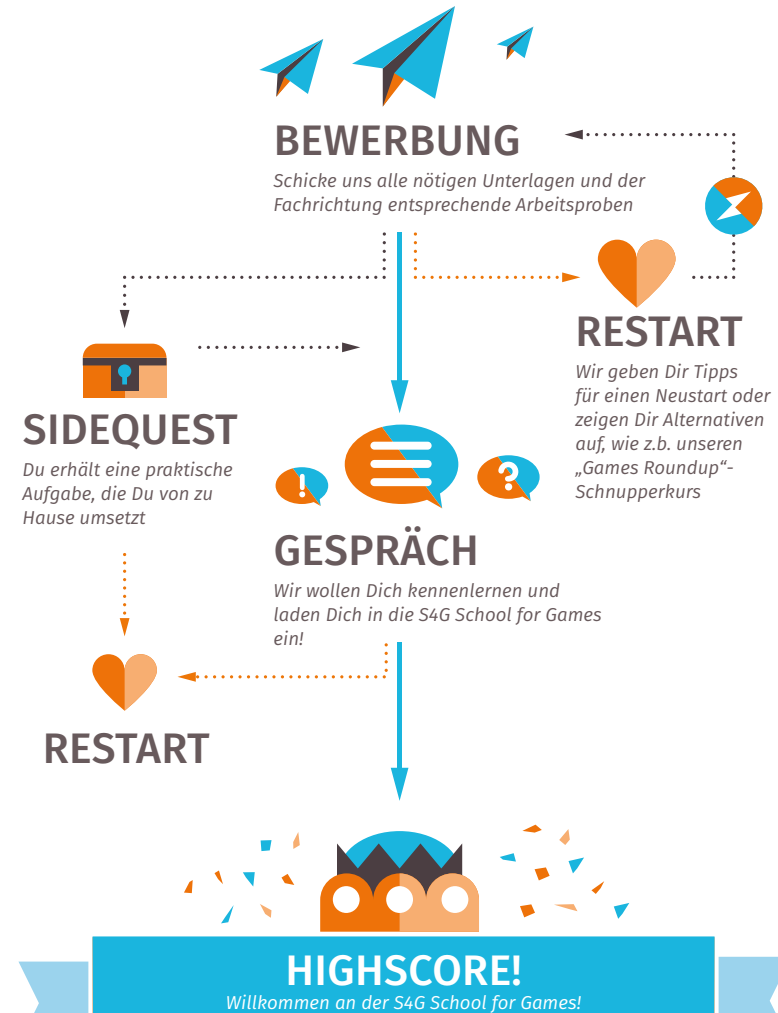 BEWERBUNG
Schicke uns alle nötigen Unterlagen und der
Fachrichtung entsprechende Arbeitsproben
RESTART
Wir geben Dir Tipps
für einen Neustart oder
zeigen Dir Alternativen
auf, wie z.b. unseren
„Games Roundup“-
Schnupperkurs
SIDEQUEST
Du erhält eine praktische
Aufgabe, die Du von zu
Hause umsetzt
!
?
GESPRÄCH
Wir wollen Dich kennenlernen und
laden Dich in die S4G School for Games
ein!
RESTART
HIGHSCORE!
Willkommen an der S4G School for Games!